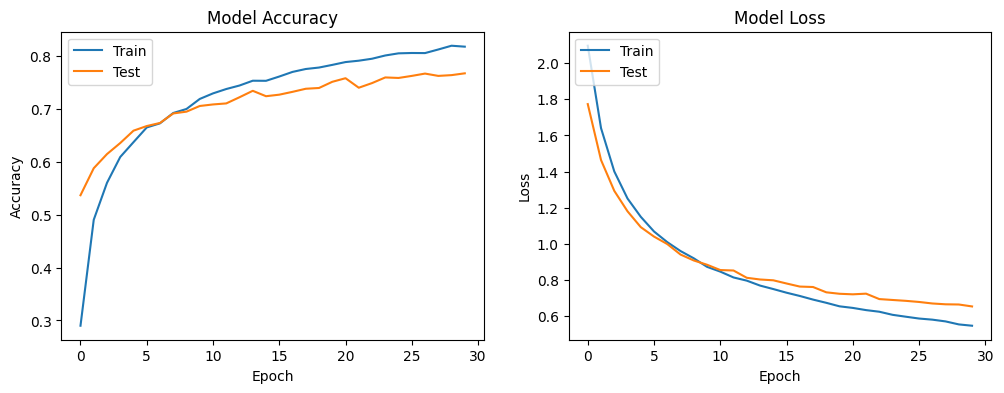 Model Accuracy
Train
Test
0.8
0.7
0.6
0.5
0.4
0.3
Accuracy
0 5 10 15 20 25 30
Epoch
Model Loss
Train
Test
2.0
1.8
1.6
1.4
1.2
1.0
0.8
0.6
Loss
0 5 10 15 20 25 30
Epoch